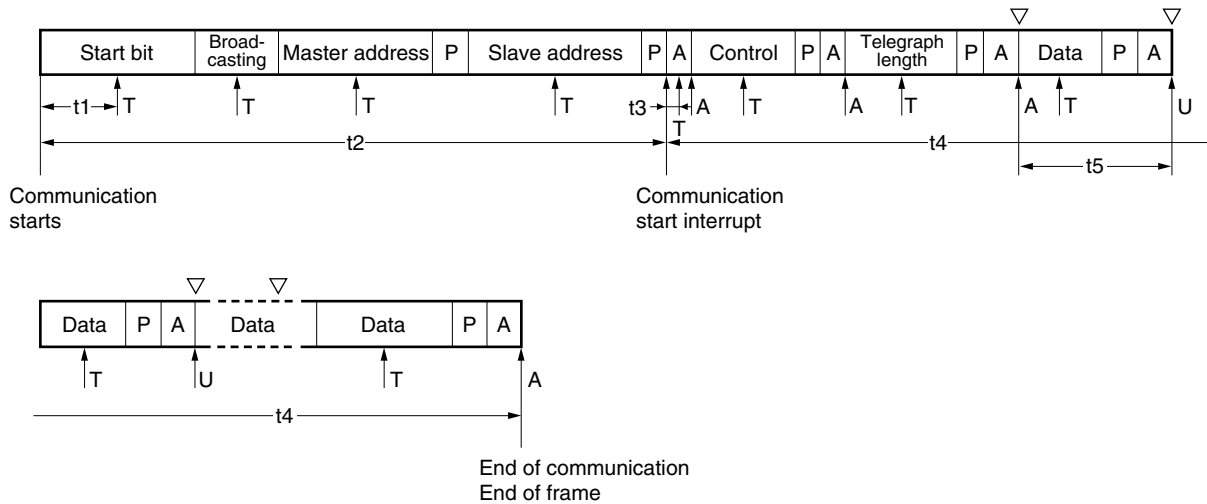 Start bit
Broad-
casting
Master address
P
Slave address
P
A
Control
P
A
Telegraph
length
P
A
Data
P
A
t1
T
T
T
T
t3
T
A
T
A
T
A
T
U
t2
t4
t5
Communication
starts
Communication
start interrupt
Data
P
A
Data
Data
P
A
T
U
T
A
t4
End of communication
End of frame